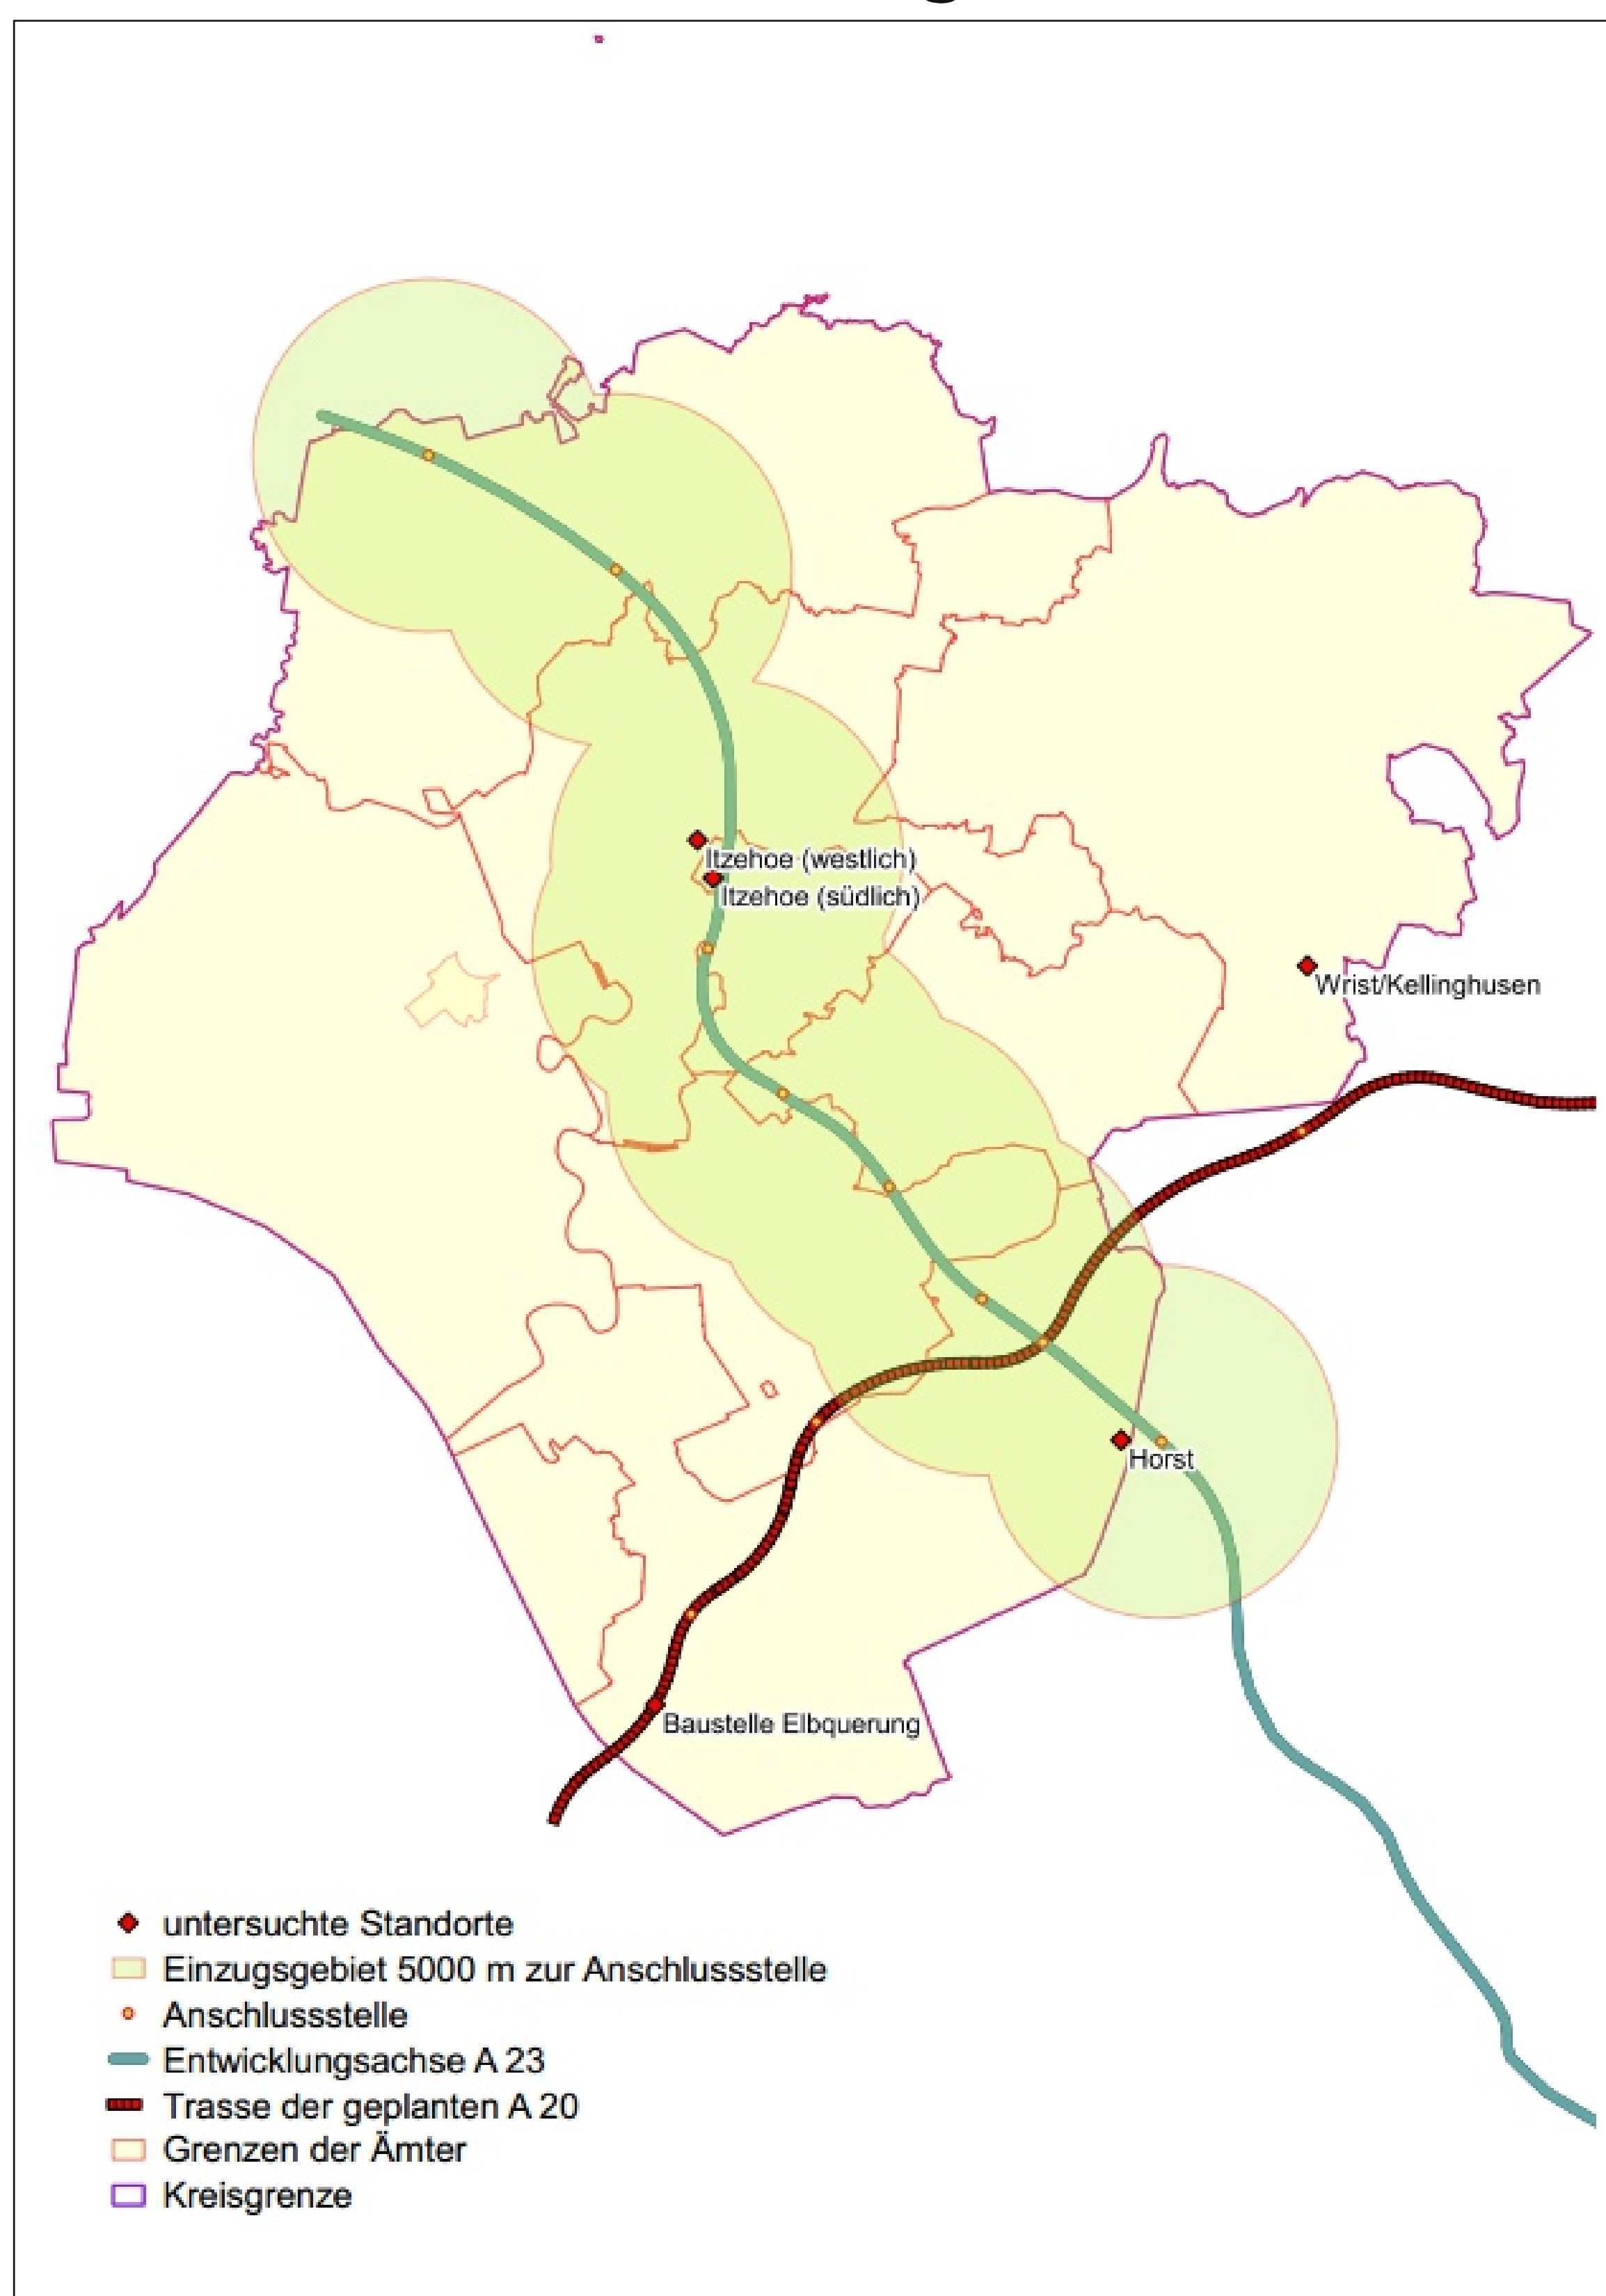 Itzehoe (westlich)
Itzehoe (südlich)
Wrist/Kellinghusen
Horst
Baustelle Elbquerung
untersuchte Standorte
Einzugsgebiet 5000 m zur Anschlussstelle
Anschlussstelle
Entwicklungsachse A 23
Trasse der geplanten A 20
Grenzen der Ämter
Kreisgrenze